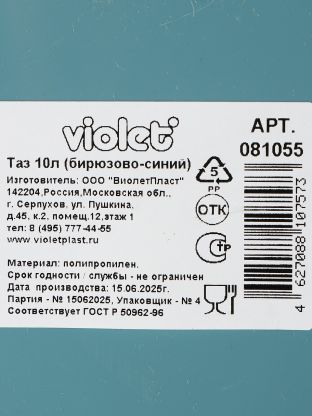 violet
АРТ.
081055
Таз 10л (бирюзово-синий)
Изготовитель: ООО "ВиолетПласт"
142204,Россия,Московская обл.,
г. Серпухов, ул. Пушкина,
д.45, к.2, помещ.12,этаж 1
тел: 8 (495) 777-44-55
www.violetplast.ru
5
PP
ОТК
СТР
Материал: полипропилен.
Срок годности / службы - не ограничен
Дата производства: 15.06.2025г.
Партия - № 15062025, Упаковщик - № 4
Соответствует ГОСТ Р 50962-96
4 627088 107573